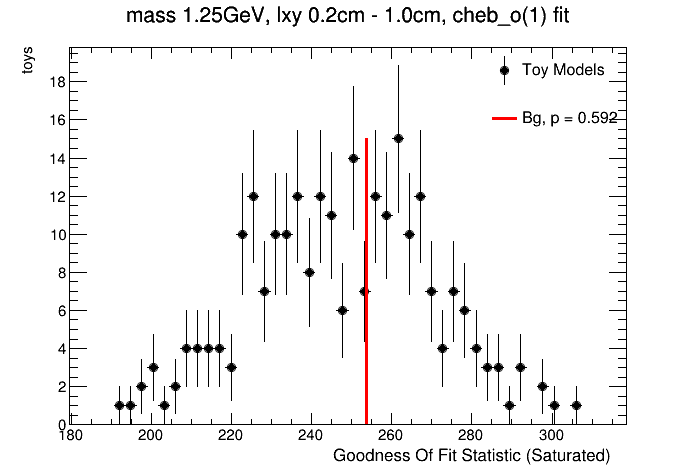 mass 1.25GeV, lxy 0.2cm - 1.0cm, cheb_o(1) fit
toys
Toy Models
Bg, p = 0.592
18
16
14
12
10
8
6
4
2
0
180 200 220 240 260 280 300
Goodness Of Fit Statistic (Saturated)